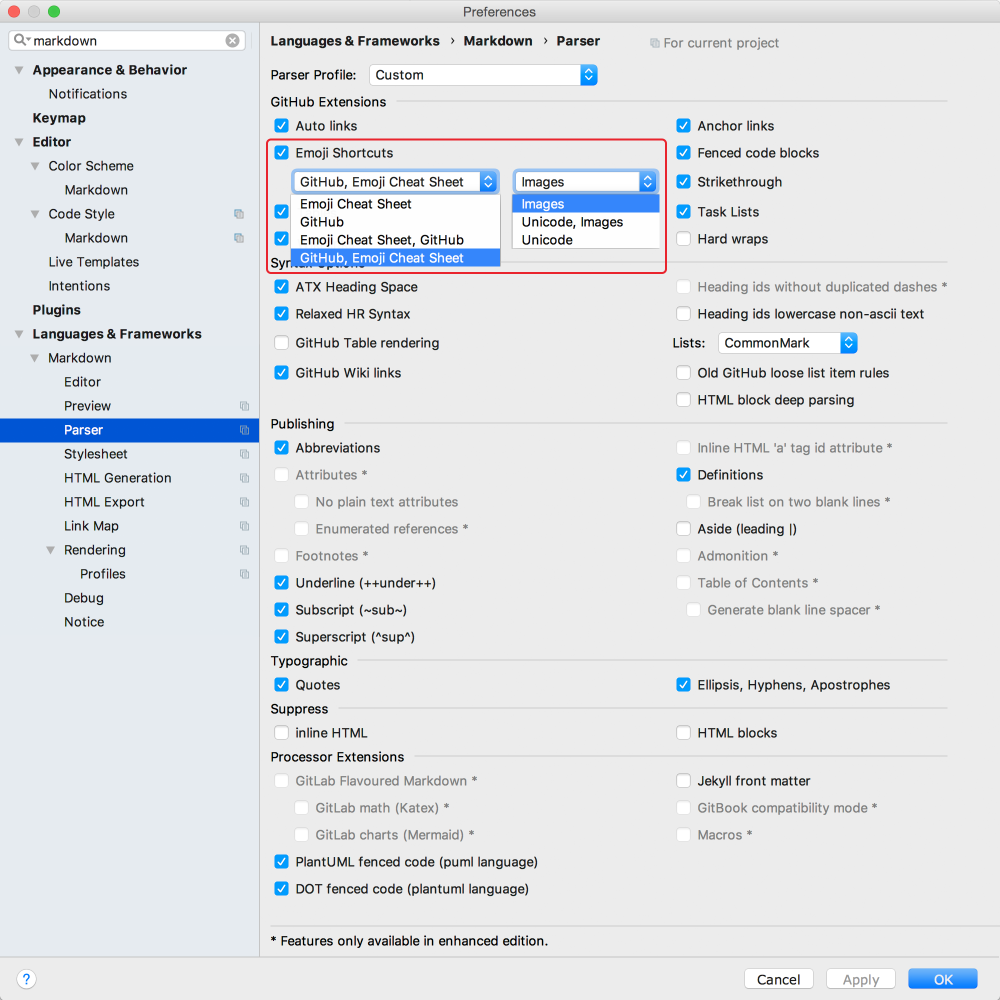 Preferences
markdown
Appearance & Behavior
Notifications
Keymap
Editor
Color Scheme
Markdown
Code Style
Markdown
Live Templates
Intentions
Plugins
Languages & Frameworks
Markdown
Editor
Preview
Parser
Stylesheet
HTML Generation
HTML Export
Link Map
Rendering
Profiles
Debug
Notice
Languages & Frameworks › Markdown › Parser
For current project
Parser Profile: Custom
GitHub Extensions
Auto links
Anchor links
Emoji Shortcuts
Fenced code blocks
GitHub, Emoji Cheat Sheet
Images
Strikethrough
Emoji Cheat Sheet
Images
GitHub
Unicode, Images
Task Lists
Emoji Cheat Sheet, GitHub
Unicode
Hard wraps
GitHub, Emoji Cheat Sheet
Syntax Options
ATX Heading Space
Heading ids without duplicated dashes *
Relaxed HR Syntax
Heading ids lowercase non-ascii text
GitHub Table rendering
Lists: CommonMark
GitHub Wiki links
Old GitHub loose list item rules
HTML block deep parsing
Publishing
Abbreviations
Inline HTML 'a' tag id attribute *
Attributes *
Definitions
No plain text attributes
Break list on two blank lines *
Enumerated references *
Aside (leading |)
Footnotes *
Admonition *
Underline (++under++)
Table of Contents *
Subscript (~sub~)
Generate blank line spacer *
Superscript (^sup^)
Typographic
Quotes
Ellipsis, Hyphens, Apostrophes
Suppress
inline HTML
HTML blocks
Processor Extensions
GitLab Flavoured Markdown *
Jekyll front matter
GitLab math (Katex) *
GitBook compatibility mode *
GitLab charts (Mermaid) *
Macros *
PlantUML fenced code (puml language)
DOT fenced code (plantuml language)
* Features only available in enhanced edition.
?
Cancel
Apply
OK